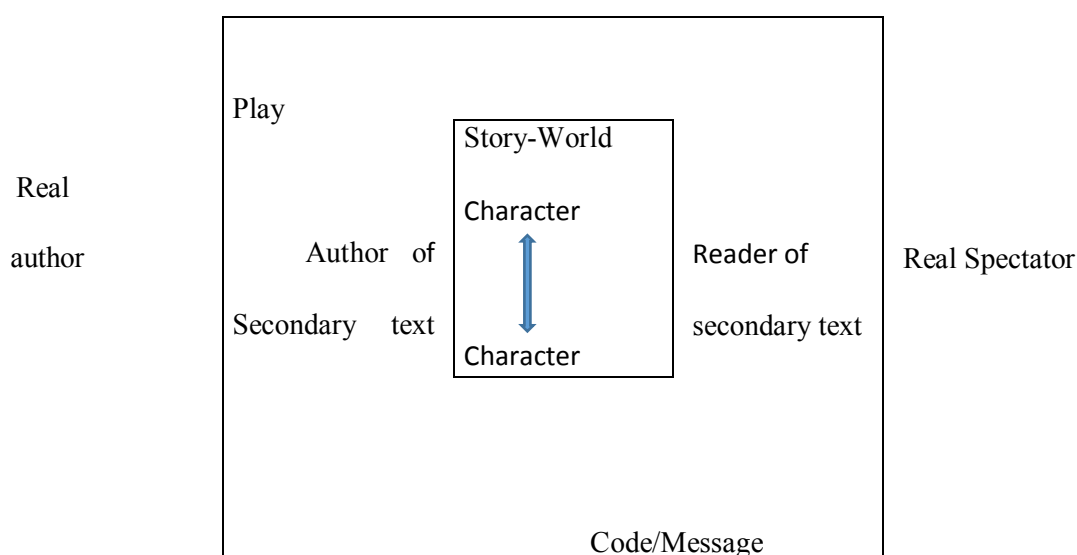 Play
Story-World
Real
author
Character
Author of
Secondary text
Reader of
secondary text
Real Spectator
Character
Code/Message